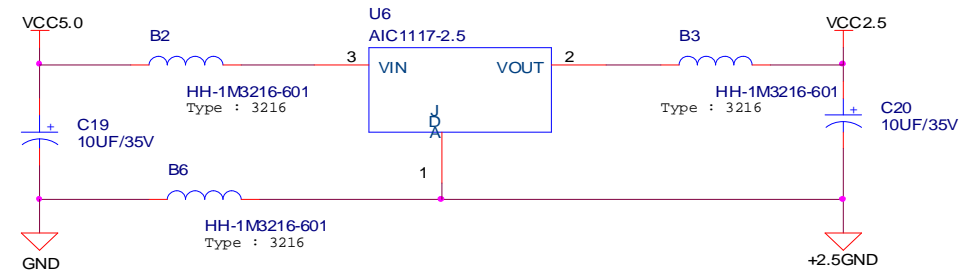 U6
VCC5.0
VCC2.5
B2
AIC1117-2.5
B3
3
2
VIN
VOUT
HH-1M3216-601
HH-1M3216-601
Type : 3216
Type : 3216
ADJ
C19
10UF/35V
C20
10UF/35V
1
B6
HH-1M3216-601
Type : 3216
GND
+2.5GND